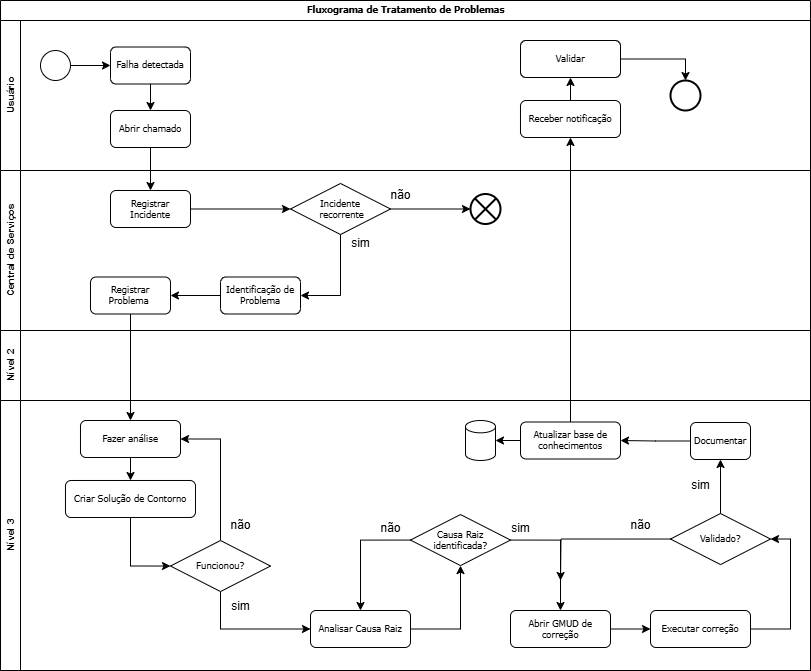 Fluxograma de Tratamento de Problemas
Usuário
Falha detectada
Abrir chamado
Validar
Receber notificação
Central de Serviços
Registrar
Incidente
Incidente
recorrente
não
sim
Identificação de
Problema
Registrar
Problema
Nível 2
Nível 3
Fazer análise
Criar Solução de Contorno
Funcionou?
não
sim
Analisar Causa Raiz
Causa Raiz
identificada?
não
sim
Abrir GMUD de
correção
Executar correção
Validado?
não
sim
Documentar
Atualizar base de
conhecimentos